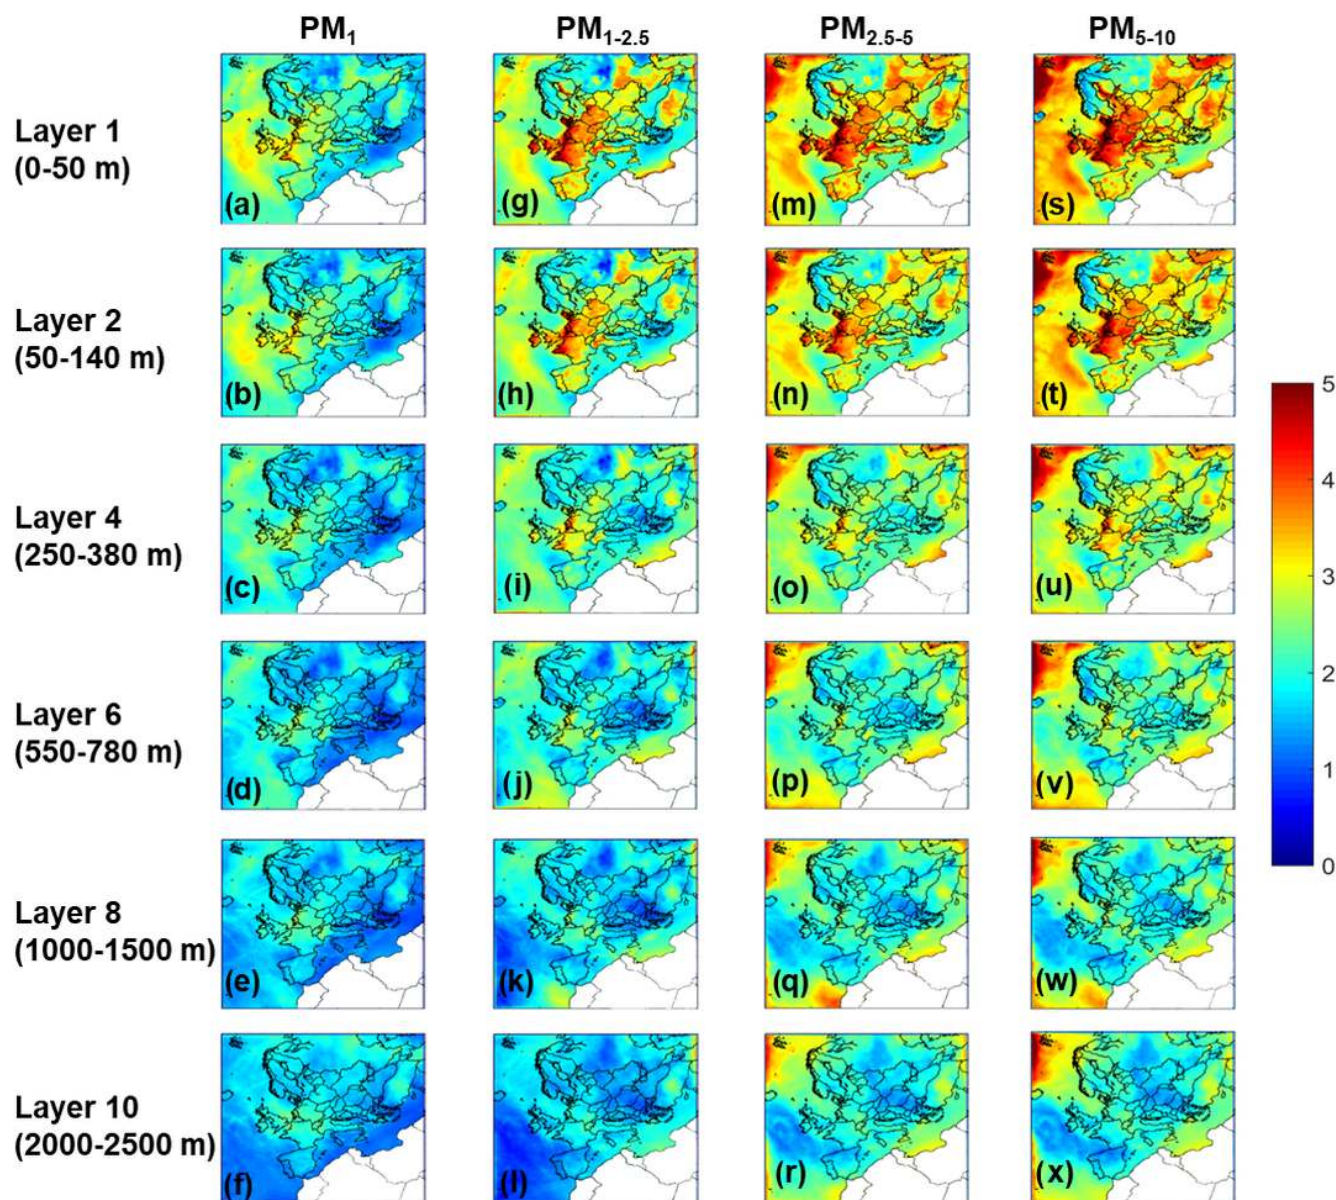 PM1 PM1-2.5 PM2.5-5 PM5-10
Layer 1
(0-50 m)
(a) (g) (m) (s)
Layer 2
(50-140 m)
(b) (h) (n) (t)
Layer 4
(250-380 m)
(c) (i) (o) (u)
Layer 6
(550-780 m)
(d) (j) (p) (v)
Layer 8
(1000-1500 m)
(e) (k) (q) (w)
Layer 10
(2000-2500 m)
(f) (l) (r) (x)
5
4
3
2
1
0